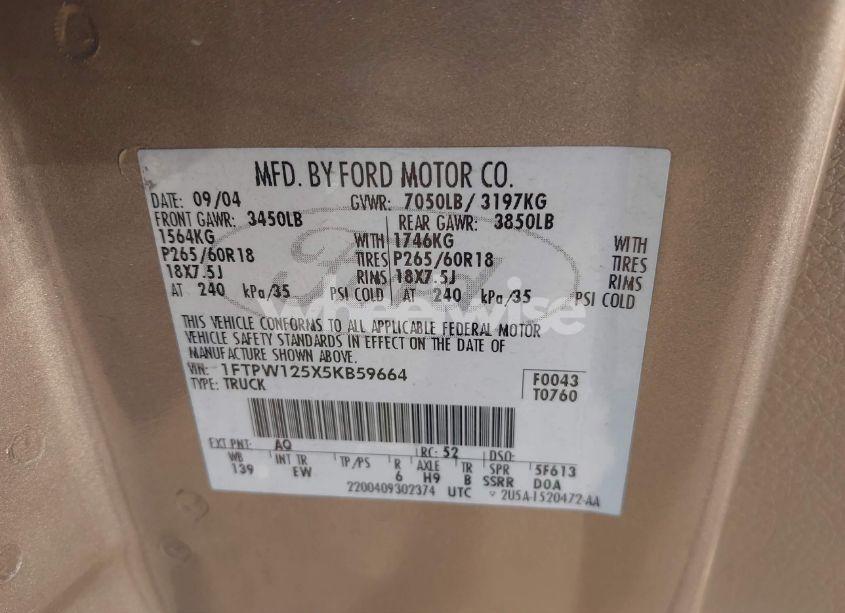 MFD. BY FORD MOTOR CO.
DATE: 09/04 GVWR: 7050LB / 3197KG
FRONT GAWR: 3450LB REAR GAWR: 3850LB
1564KG WITH 1746KG WITH
P265/60R18 TIRES P265/60R18 TIRES
18X7.5J RIMS 18X7.5J RIMS
AT 240 kPa/35 PSI COLD AT 240 kPa/35 PSI COLD
Ford
wheelwise
THIS VEHICLE CONFORMS TO ALL APPLICABLE FEDERAL MOTOR
VEHICLE SAFETY STANDARDS IN EFFECT ON THE DATE OF
MANUFACTURE SHOWN ABOVE.
VIN: 1FTPW125X5KB59664 F0043
TYPE: TRUCK T0760
EXT PNT: AQ RC: 52 DSO:
WB INT TR TP/PS R AXLE TR SPR 5F613
139 EW 6 H9 B SSRR DOA
2200409302374 UTC 2U5A-1520472-AA